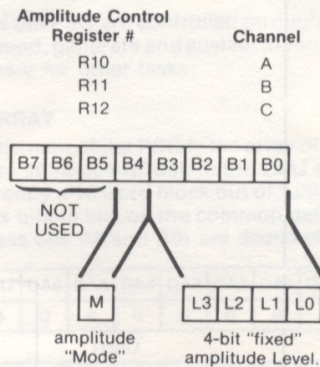 Amplitude Control
Register # Channel
R10 A
R11 B
R12 C
B7 B6 B5 B4 B3 B2 B1 B0
NOT
USED
M L3 L2 L1 L0
amplitude 4-bit "fixed"
"Mode" amplitude Level.